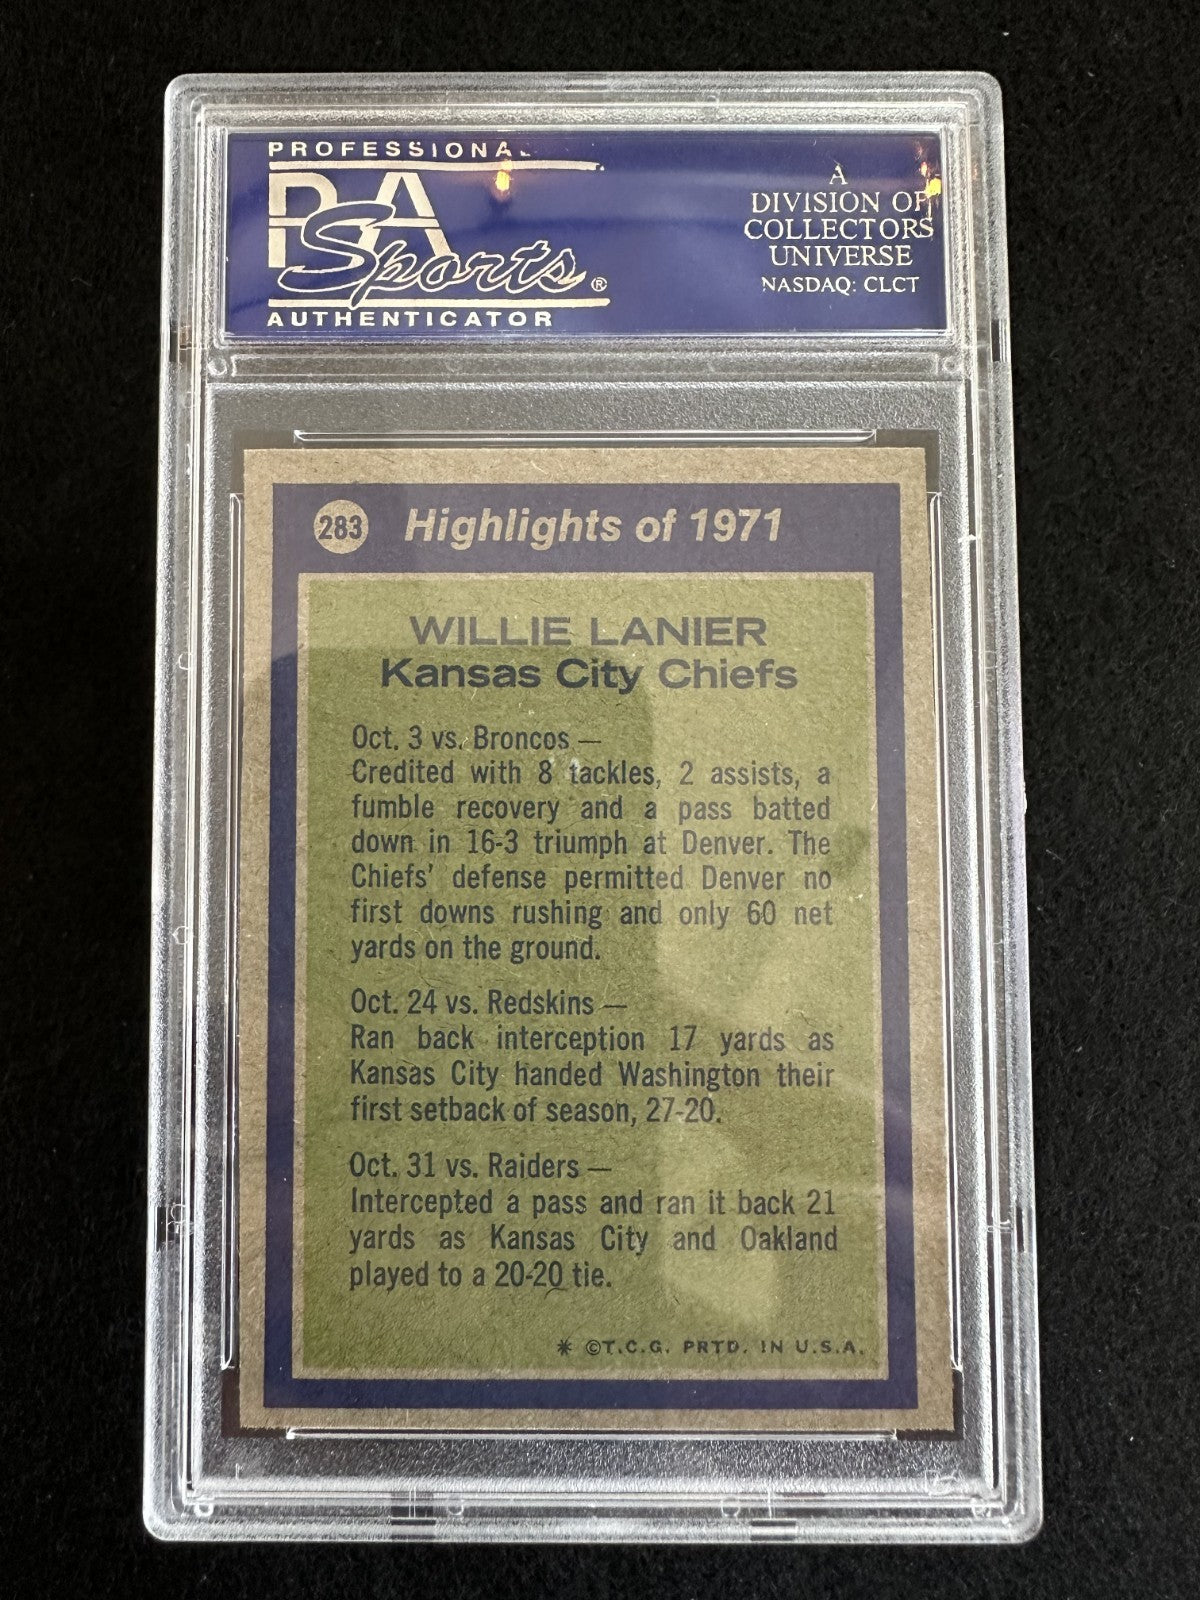 PROFESSIONAL
PSA
Sports®
AUTHENTICATOR
A
DIVISION OF
COLLECTORS
UNIVERSE
NASDAQ: CLCT
283 Highlights of 1971
WILLIE LANIER
Kansas City Chiefs
Oct. 3 vs. Broncos —
Credited with 8 tackles, 2 assists, a
fumble recovery and a pass batted
down in 16-3 triumph at Denver. The
Chiefs' defense permitted Denver no
first downs rushing and only 60 net
yards on the ground.
Oct. 24 vs. Redskins —
Ran back interception 17 yards as
Kansas City handed Washington their
first setback of season, 27-20.
Oct. 31 vs. Raiders —
Intercepted a pass and ran it back 21
yards as Kansas City and Oakland
played to a 20-20 tie.
* ©T.C.G. PRTD. IN U.S.A.